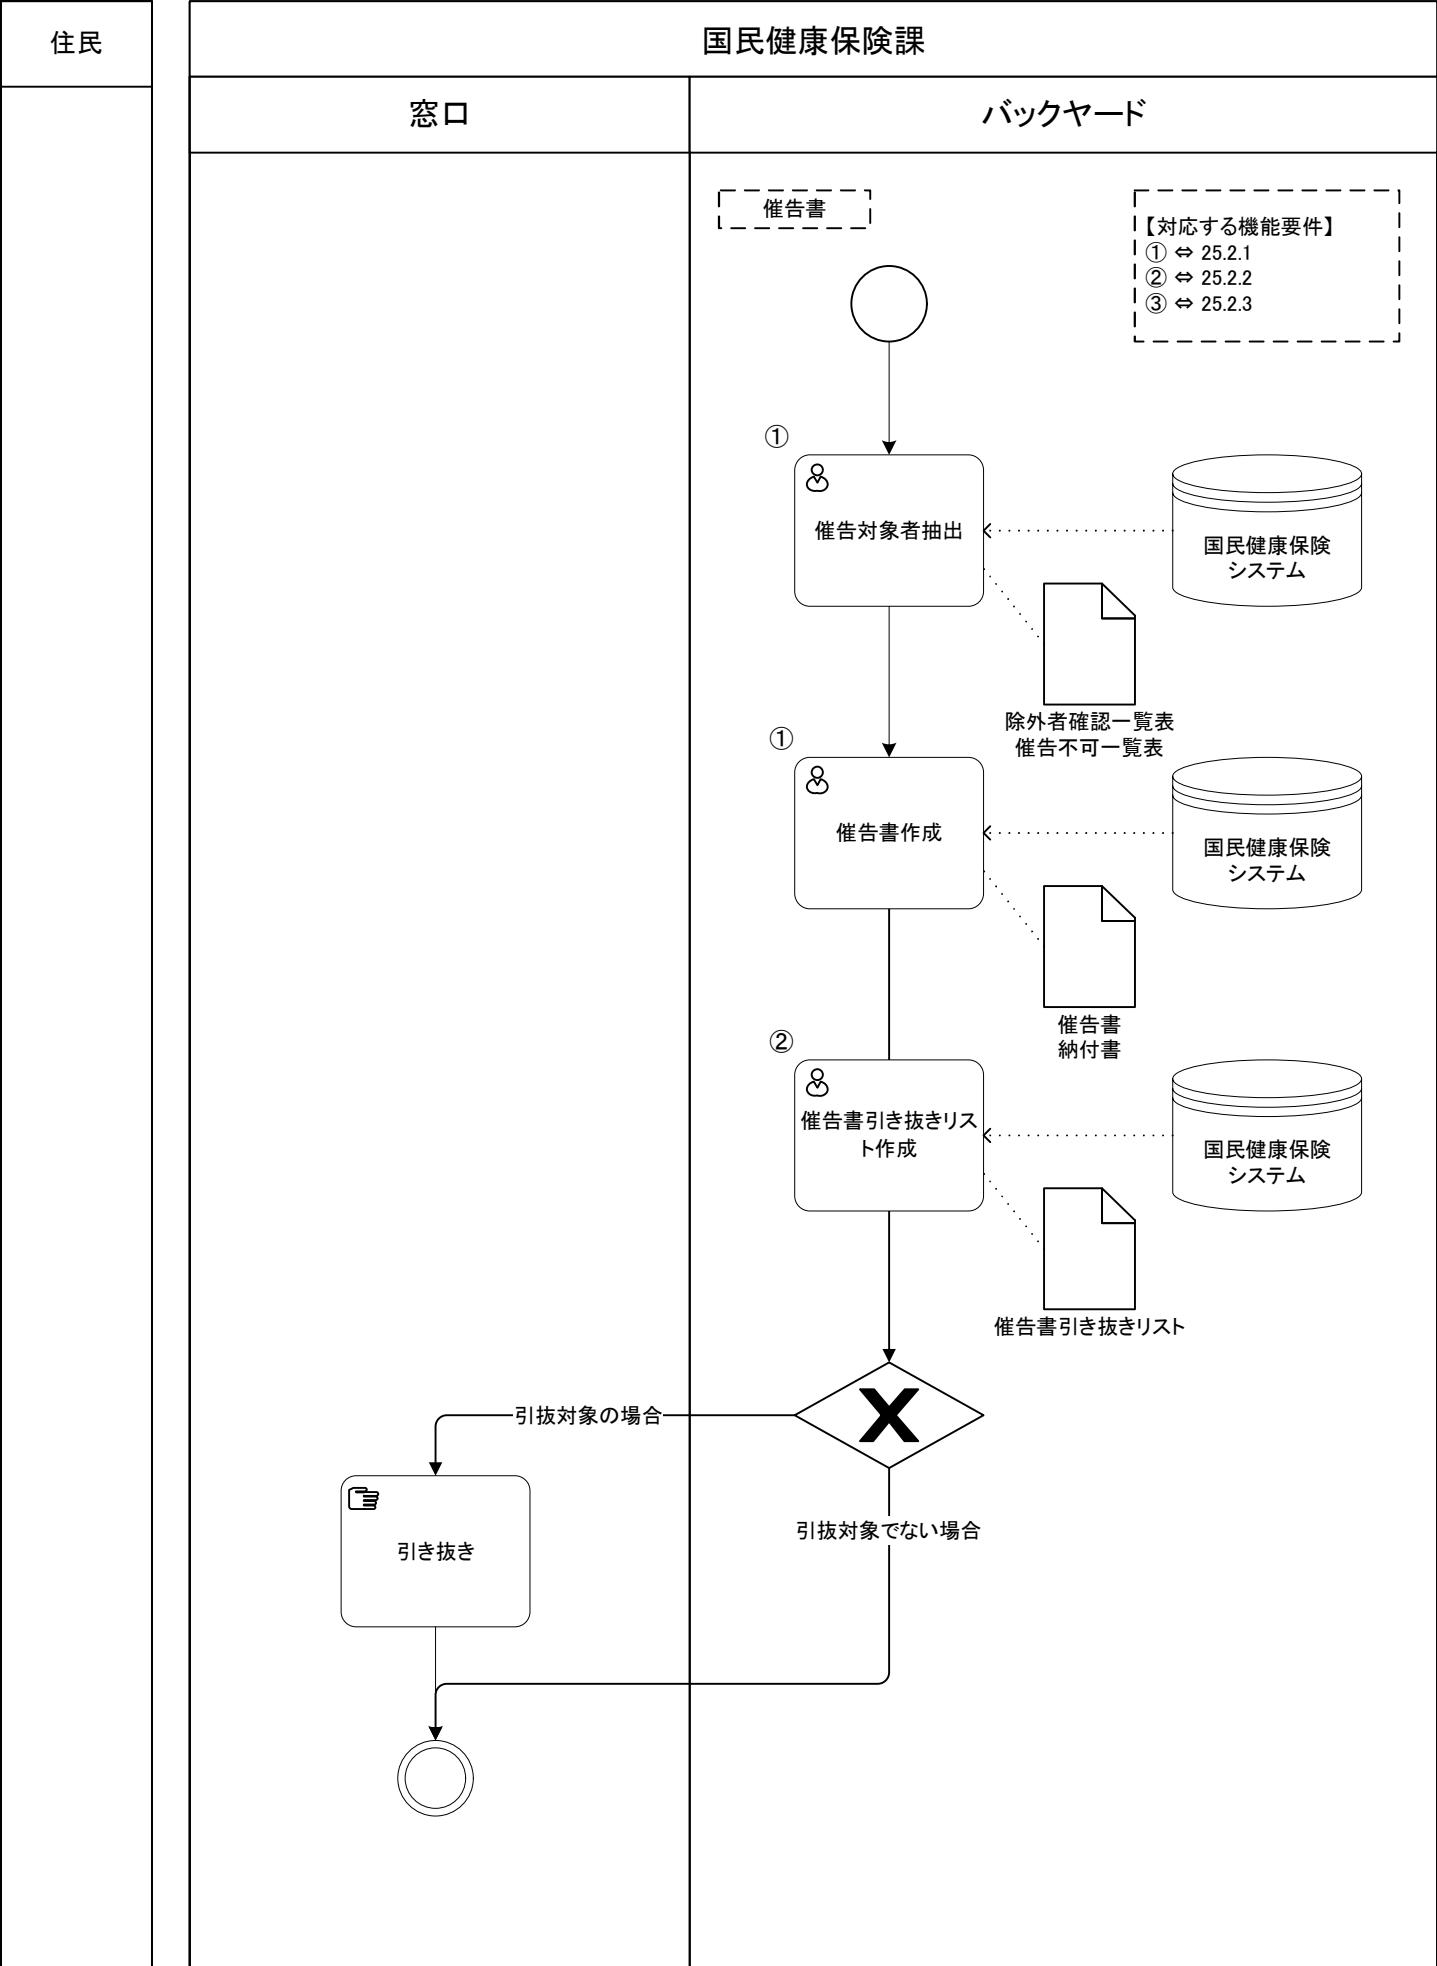 住民
国民健康保険課
窓口
バックヤード
催告書
【対応する機能要件】
① ⇔ 25.2.1
② ⇔ 25.2.2
③ ⇔ 25.2.3
①
催告対象者抽出
国民健康保険
システム
除外者確認一覧表
催告不可一覧表
①
催告書作成
国民健康保険
システム
催告書
納付書
②
催告書引き抜きリス
ト作成
国民健康保険
システム
催告書引き抜きリスト
引抜対象の場合
引き抜き
引抜対象でない場合